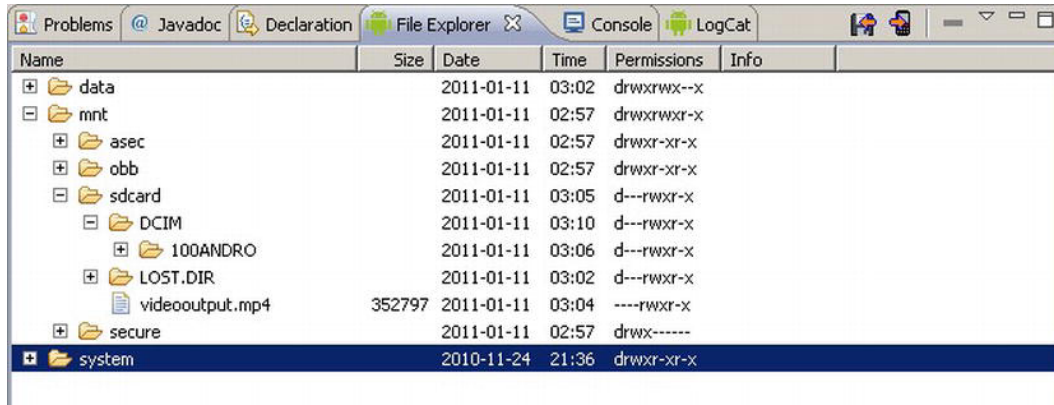 Problems @ Javadoc Declaration File Explorer Console LogCat
Name Size Date Time Permissions Info
data 2011-01-11 03:02 drwxrwx--x
mnt 2011-01-11 02:57 drwxrwxr-x
asec 2011-01-11 02:57 drwxr-xr-x
obb 2011-01-11 02:57 drwxr-xr-x
sdcard 2011-01-11 03:05 d---rwxr-x
DCIM 2011-01-11 03:10 d---rwxr-x
100ANDRO 2011-01-11 03:06 d---rwxr-x
LOST.DIR 2011-01-11 03:02 d---rwxr-x
videooutput.mp4 352797 2011-01-11 03:04 ----rwxr-x
secure 2011-01-11 02:57 drwx------
system 2010-11-24 21:36 drwxr-xr-x